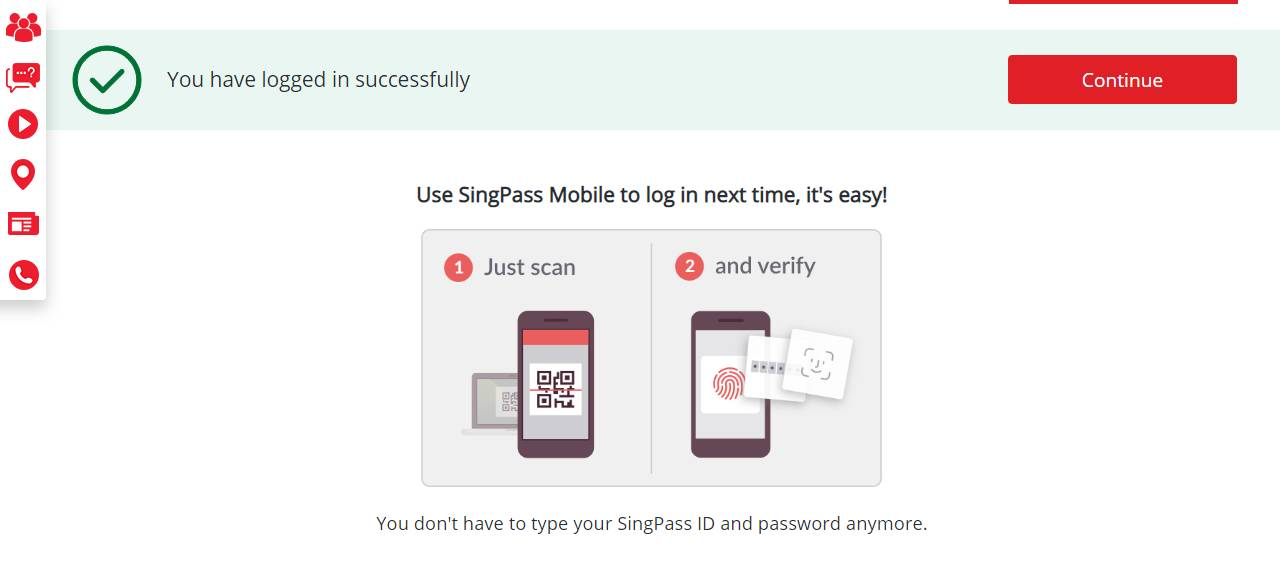 You have logged in successfully
Continue
Use SingPass Mobile to log in next time, it's easy!
1 Just scan
2 and verify
You don't have to type your SingPass ID and password anymore.